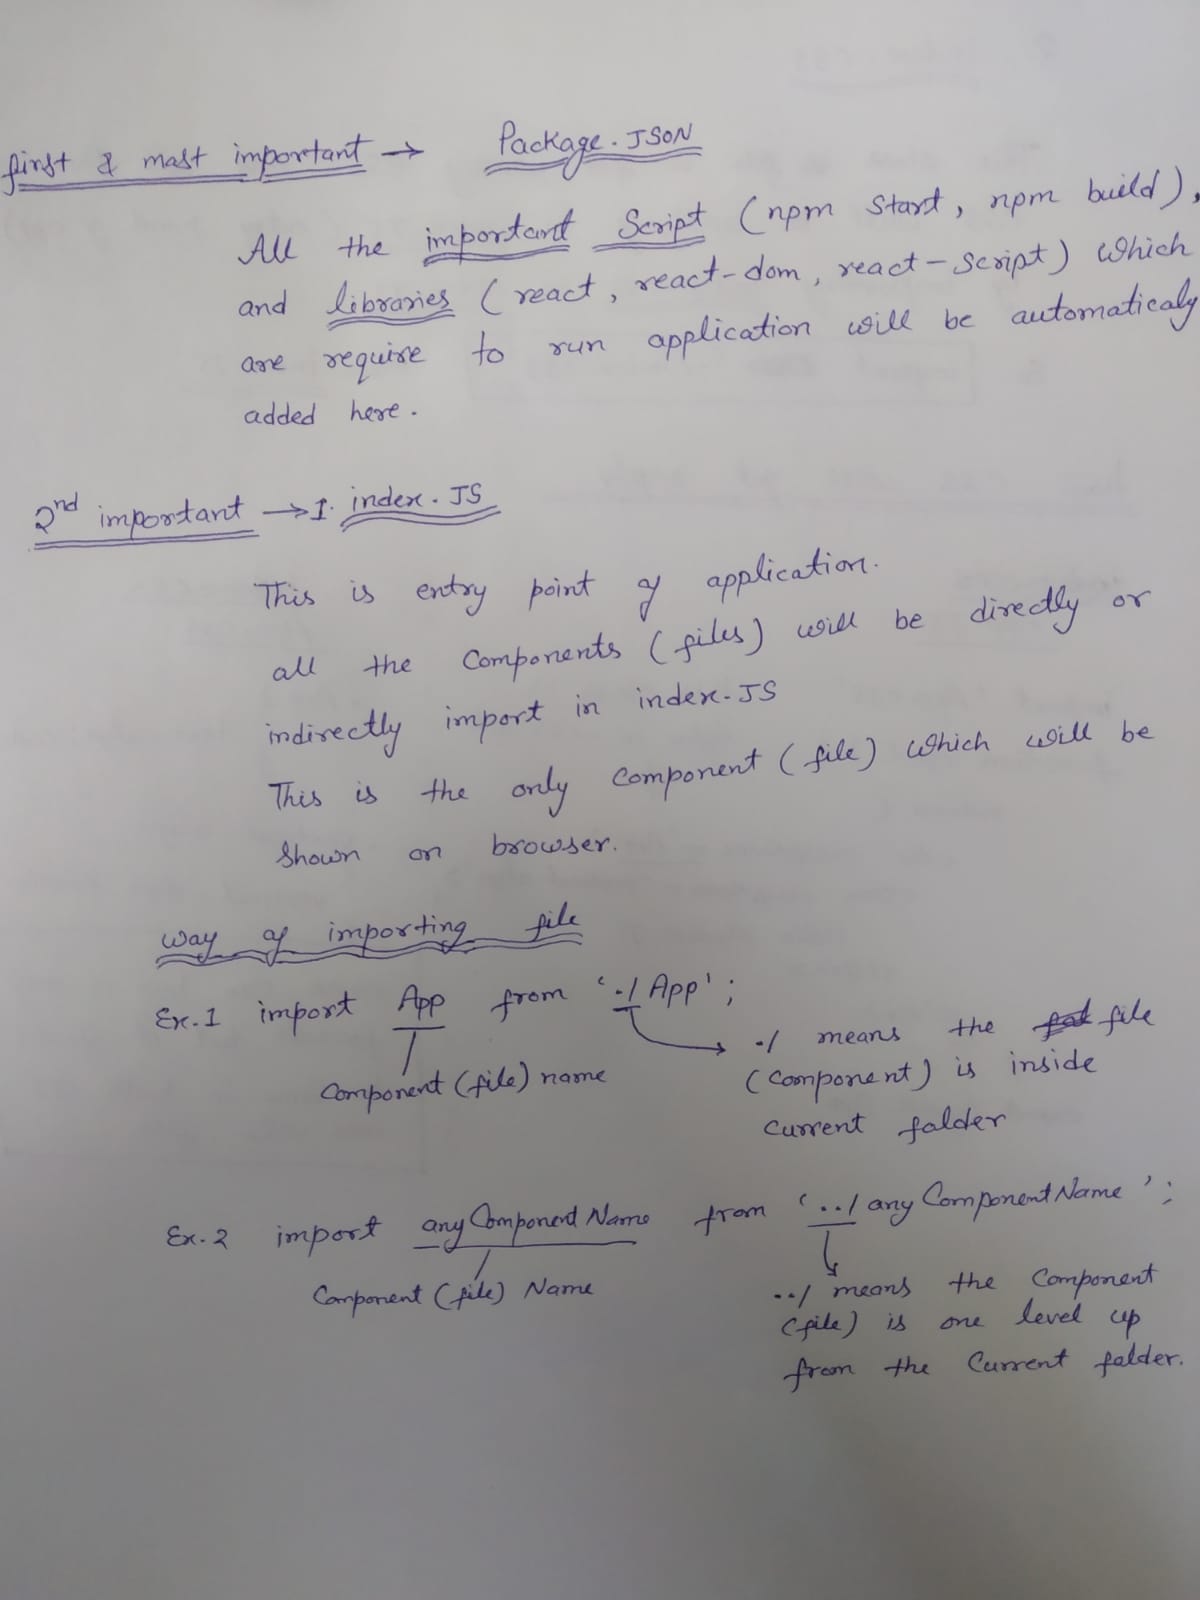 first & mast important → Package.JSON
All the important Script (npm start, npm build),
and libraries (react, react-dom, react-script) which
are require to run application will be automaticaly
added here.
2nd important → I. index.JS
This is entry point of application.
all the Components (files) will be directly or
indirectly import in index.JS
This is the only Component (file) which will be
Shown on browser.
way of importing file
Ex.1 import App from './App';
Component (file) name
./ means the file
(Component) is inside
Current falder
Ex.2 import anyComponentName from '../anyComponentName';
Component (file) Name
../ means the Component
(file) is one level up
from the Current falder.